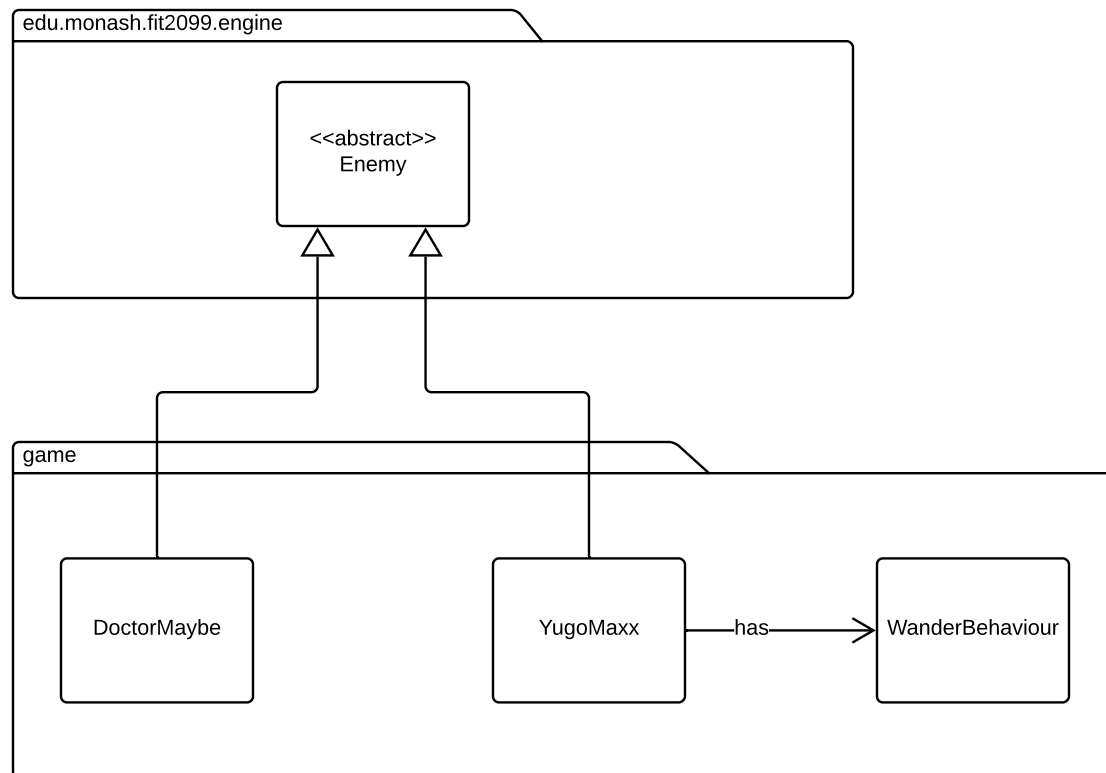 edu.monash.fit2099.engine
<<abstract>>
Enemy
game
DoctorMaybe
YugoMaxx
has
WanderBehaviour